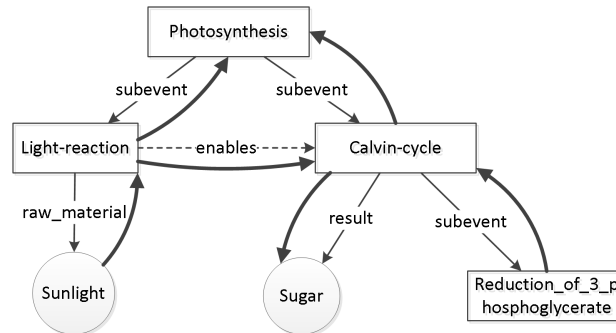 Photosynthesis
subevent
subevent
Light-reaction
enables
Calvin-cycle
raw_material
result
subevent
Sunlight
Sugar
Reduction_of_3_p
hosphoglycerate